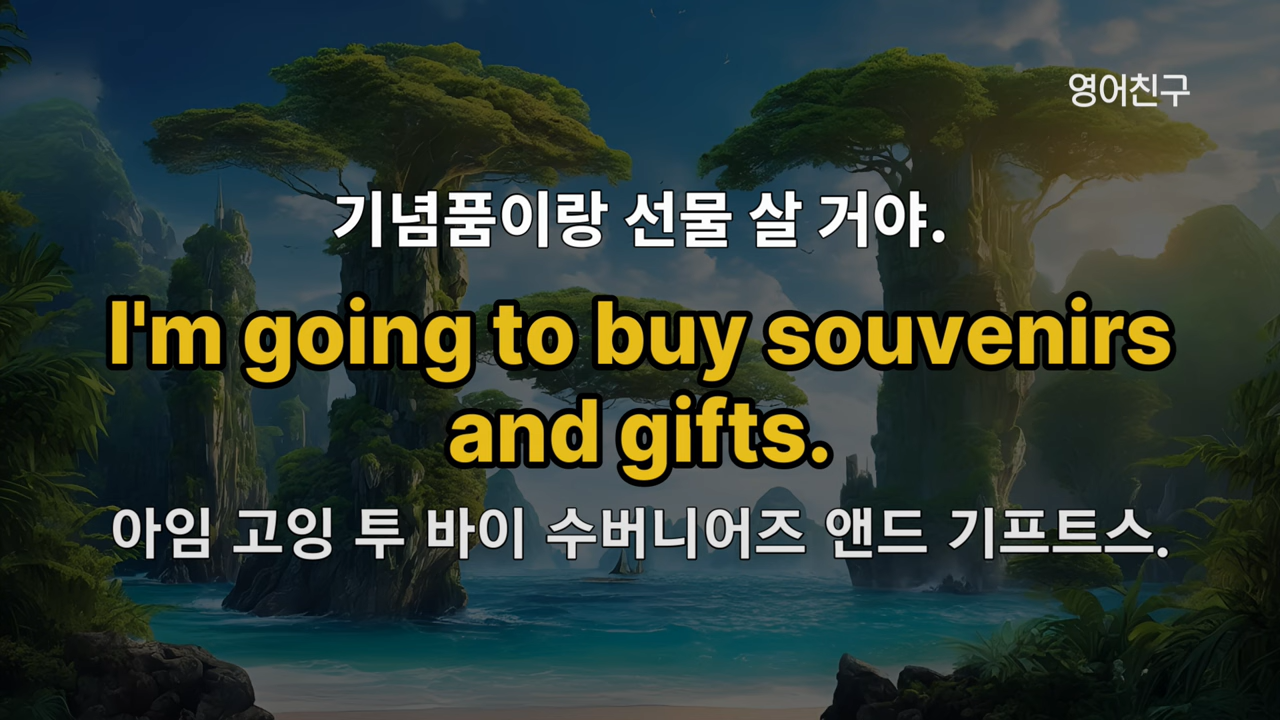 영어친구
기념품이랑 선물 살 거야.
I'm going to buy souvenirs
and gifts.
아임 고잉 투 바이 수버니어즈 앤드 기프트스.